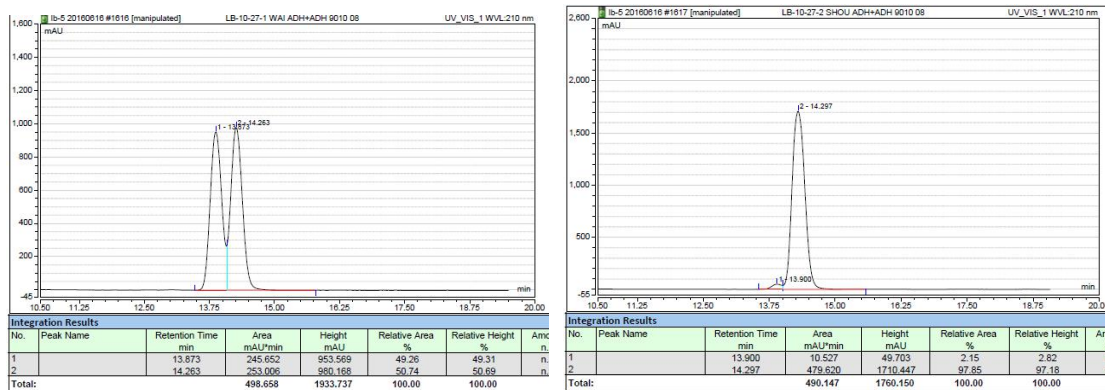 lb-5 20160616 #1616 [manipulated] LB-10-27-1 WAI ADH+ADH 9010 08 UV_VIS_1 WVL:210 nm
mAU
1,600
1,400
1,200
1,000
800
600
400
200
-45
1 - 13.873
2 - 14.263
min
10.50 11.25 12.50 13.75 15.00 16.25 17.50 18.75 20.00
Integration Results
No. Peak Name Retention Time Area Height Relative Area Relative Height Amo
min mAU*min mAU % % n.
1 13.873 245.652 953.569 49.26 49.31 n.
2 14.263 253.006 980.168 50.74 50.69 n.
Total: 498.658 1933.737 100.00 100.00
lb-5 20160616 #1617 [manipulated] LB-10-27-2 SHOU ADH+ADH 9010 08 UV_VIS_1 WVL:210 nm
mAU
2,600
2,000
1,500
1,000
500
-55
2 - 14.297
1 - 13.900
min
10.50 11.25 12.50 13.75 15.00 16.25 17.50 18.75 20.0
Integration Results
No. Peak Name Retention Time Area Height Relative Area Relative Height Ar
min mAU*min mAU % %
1 13.900 10.527 49.703 2.15 2.82
2 14.297 479.620 1710.447 97.85 97.18
Total: 490.147 1760.150 100.00 100.00